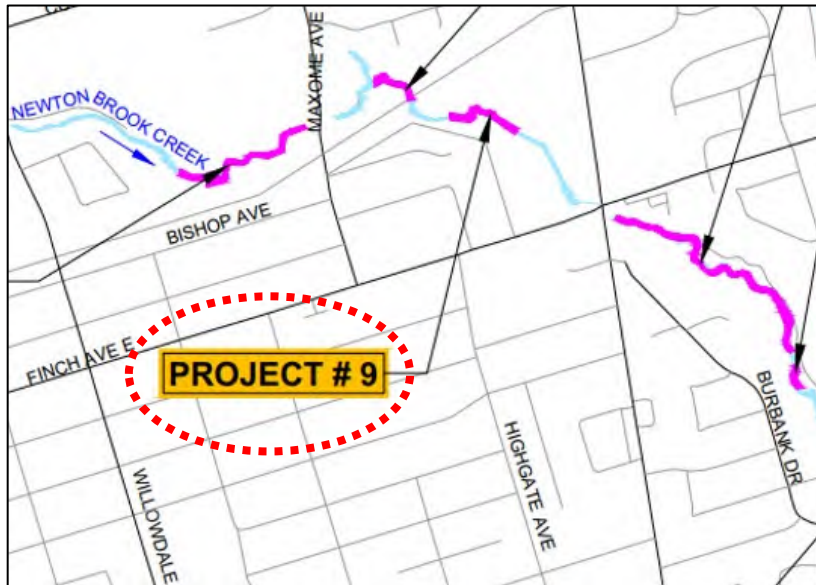 MAXOME AVE
NEWTON BROOK CREEK
BISHOP AVE
FINCH AVE E
PROJECT # 9
BURBANK DR
HIGHGATE AVE
WILLOWDALE